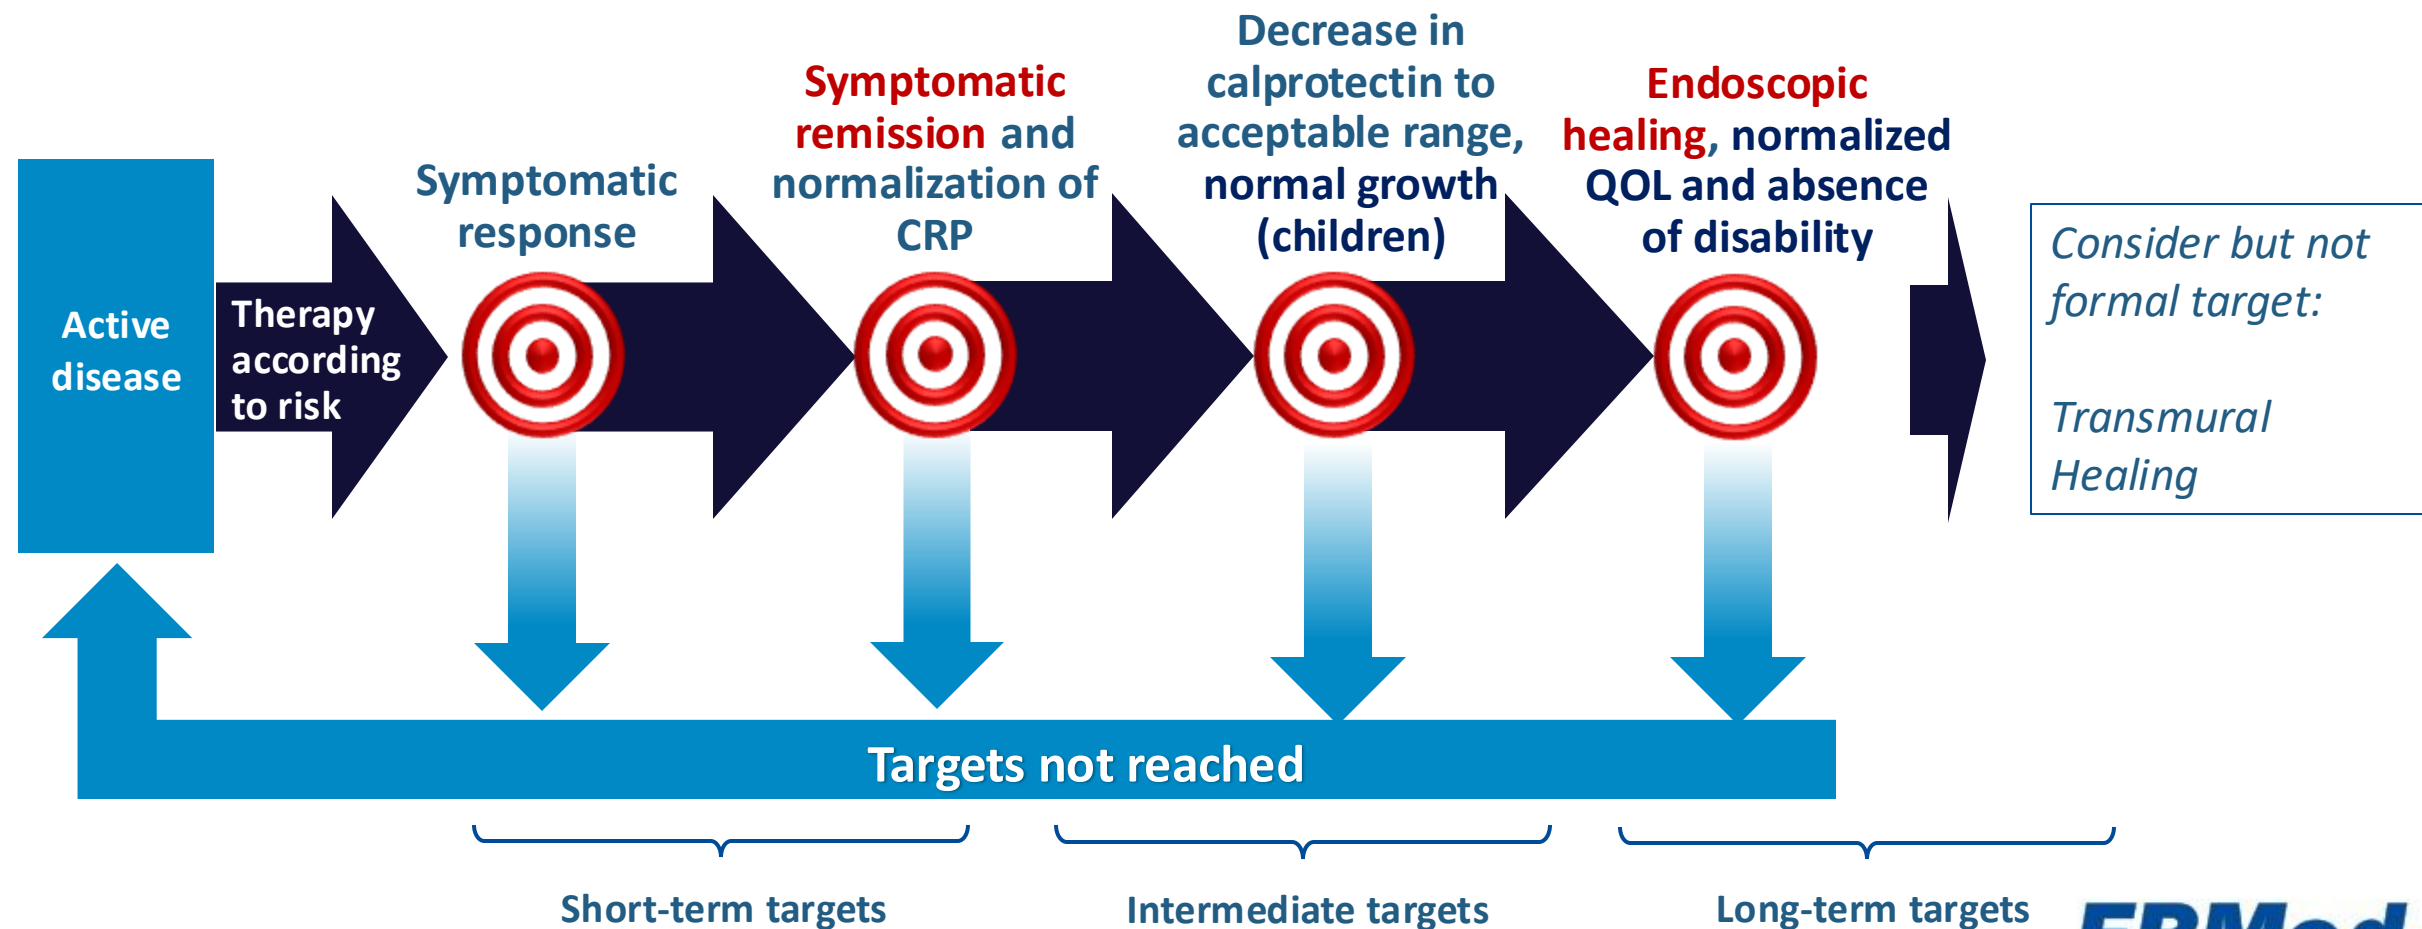 Active
disease
Therapy
according
to risk
Symptomatic
response
Symptomatic
remission and
normalization of
CRP
Decrease in
calprotectin to
acceptable range,
normal growth
(children)
Endoscopic
healing, normalized
QOL and absence
of disability
Consider but not
formal target:
Transmural
Healing
Targets not reached
Short-term targets
Intermediate targets
Long-term targets